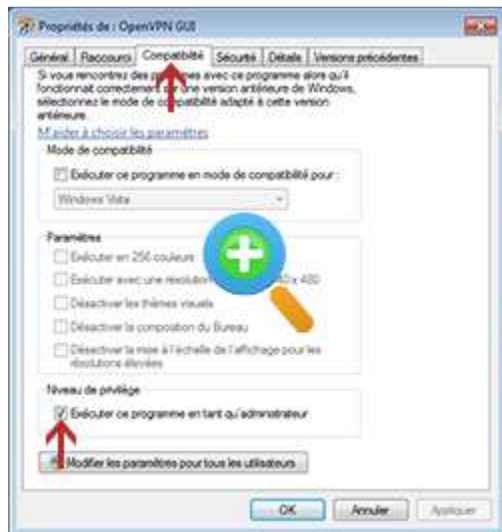 Propriétés de : OpenVPN GUI
Général Raccourci Compatibilité Sécurité Détails Versions précédentes
Si vous rencontrez des problèmes avec ce programme alors qu'il
fonctionnait correctement sur une version antérieure de Windows,
sélectionnez le mode de compatibilité adapté à cette version
antérieure.
M'aider à choisir les paramètres
Mode de compatibilité
Exécuter ce programme en mode de compatibilité pour :
Windows Vista
Paramètres
Exécuter en 256 couleurs
Exécuter avec une résolution 640 x 480
Désactiver les thèmes visuels
Désactiver la composition du Bureau
Désactiver la mise à l'échelle de l'affichage pour les
résolutions élevées
Niveau de privilège
Exécuter ce programme en tant qu'administrateur
Modifier les paramètres pour tous les utilisateurs
OK Annuler Appliquer